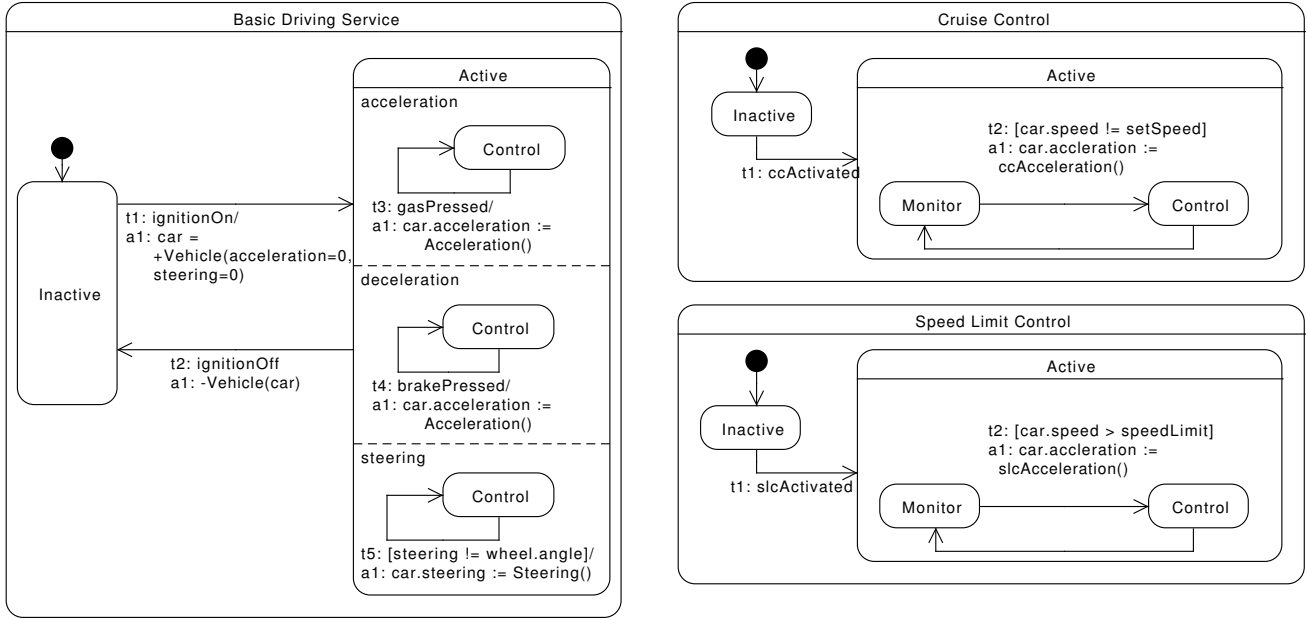 Basic Driving Service
Active
acceleration
Control
t3: gasPressed/
a1: car.acceleration :=
Acceleration()
t1: ignitionOn/
a1: car =
+Vehicle(acceleration=0,
steering=0)
Inactive
deceleration
Control
t2: ignitionOff
a1: -Vehicle(car)
t4: brakePressed/
a1: car.acceleration :=
Acceleration()
steering
Control
t5: [steering != wheel.angle]/
a1: car.steering := Steering()
Cruise Control
Active
Inactive
t1: ccActivated
t2: [car.speed != setSpeed]
a1: car.accleration :=
ccAcceleration()
Monitor
Control
Speed Limit Control
Active
Inactive
t1: slcActivated
t2: [car.speed > speedLimit]
a1: car.accleration :=
slcAcceleration()
Monitor
Control